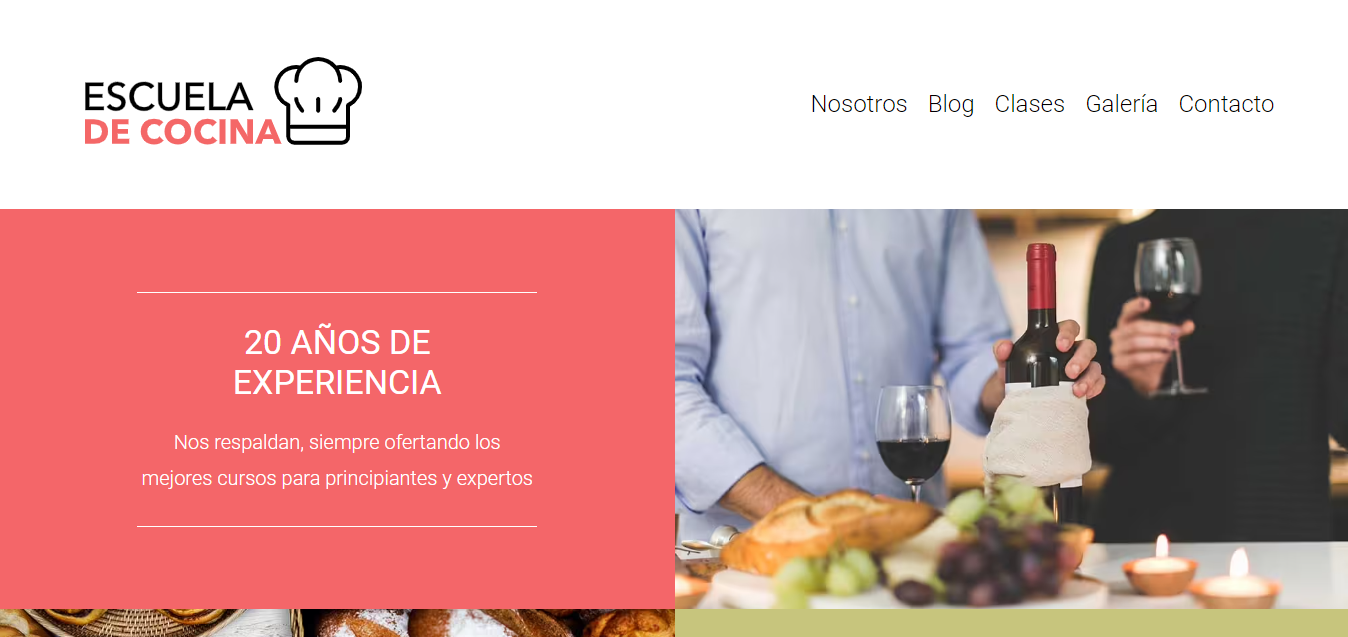 ESCUELA
DE COCINA
Nosotros Blog Clases Galería Contacto
20 AÑOS DE
EXPERIENCIA
Nos respaldan, siempre ofertando los
mejores cursos para principiantes y expertos